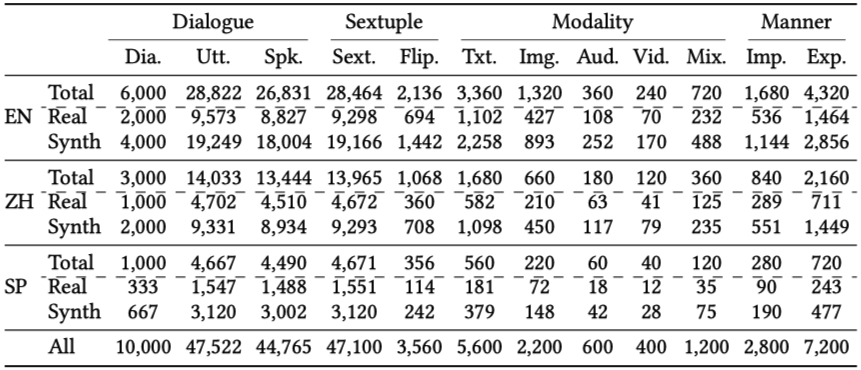 Dialogue Sextuple Modality Manner
Dia. Utt. Spk. Sext. Flip. Txt. Img. Aud. Vid. Mix. Imp. Exp.
Total 6,000 28,822 26,831 28,464 2,136 3,360 1,320 360 240 720 1,680 4,320
EN Real 2,000 9,573 8,827 9,298 694 1,102 427 108 70 232 536 1,464
Synth 4,000 19,249 18,004 19,166 1,442 2,258 893 252 170 488 1,144 2,856
Total 3,000 14,033 13,444 13,965 1,068 1,680 660 180 120 360 840 2,160
ZH Real 1,000 4,702 4,510 4,672 360 582 210 63 41 125 289 711
Synth 2,000 9,331 8,934 9,293 708 1,098 450 117 79 235 551 1,449
Total 1,000 4,667 4,490 4,671 356 560 220 60 40 120 280 720
SP Real 333 1,547 1,488 1,551 114 181 72 18 12 35 90 243
Synth 667 3,120 3,002 3,120 242 379 148 42 28 75 190 477
All 10,000 47,522 44,765 47,100 3,560 5,600 2,200 600 400 1,200 2,800 7,200